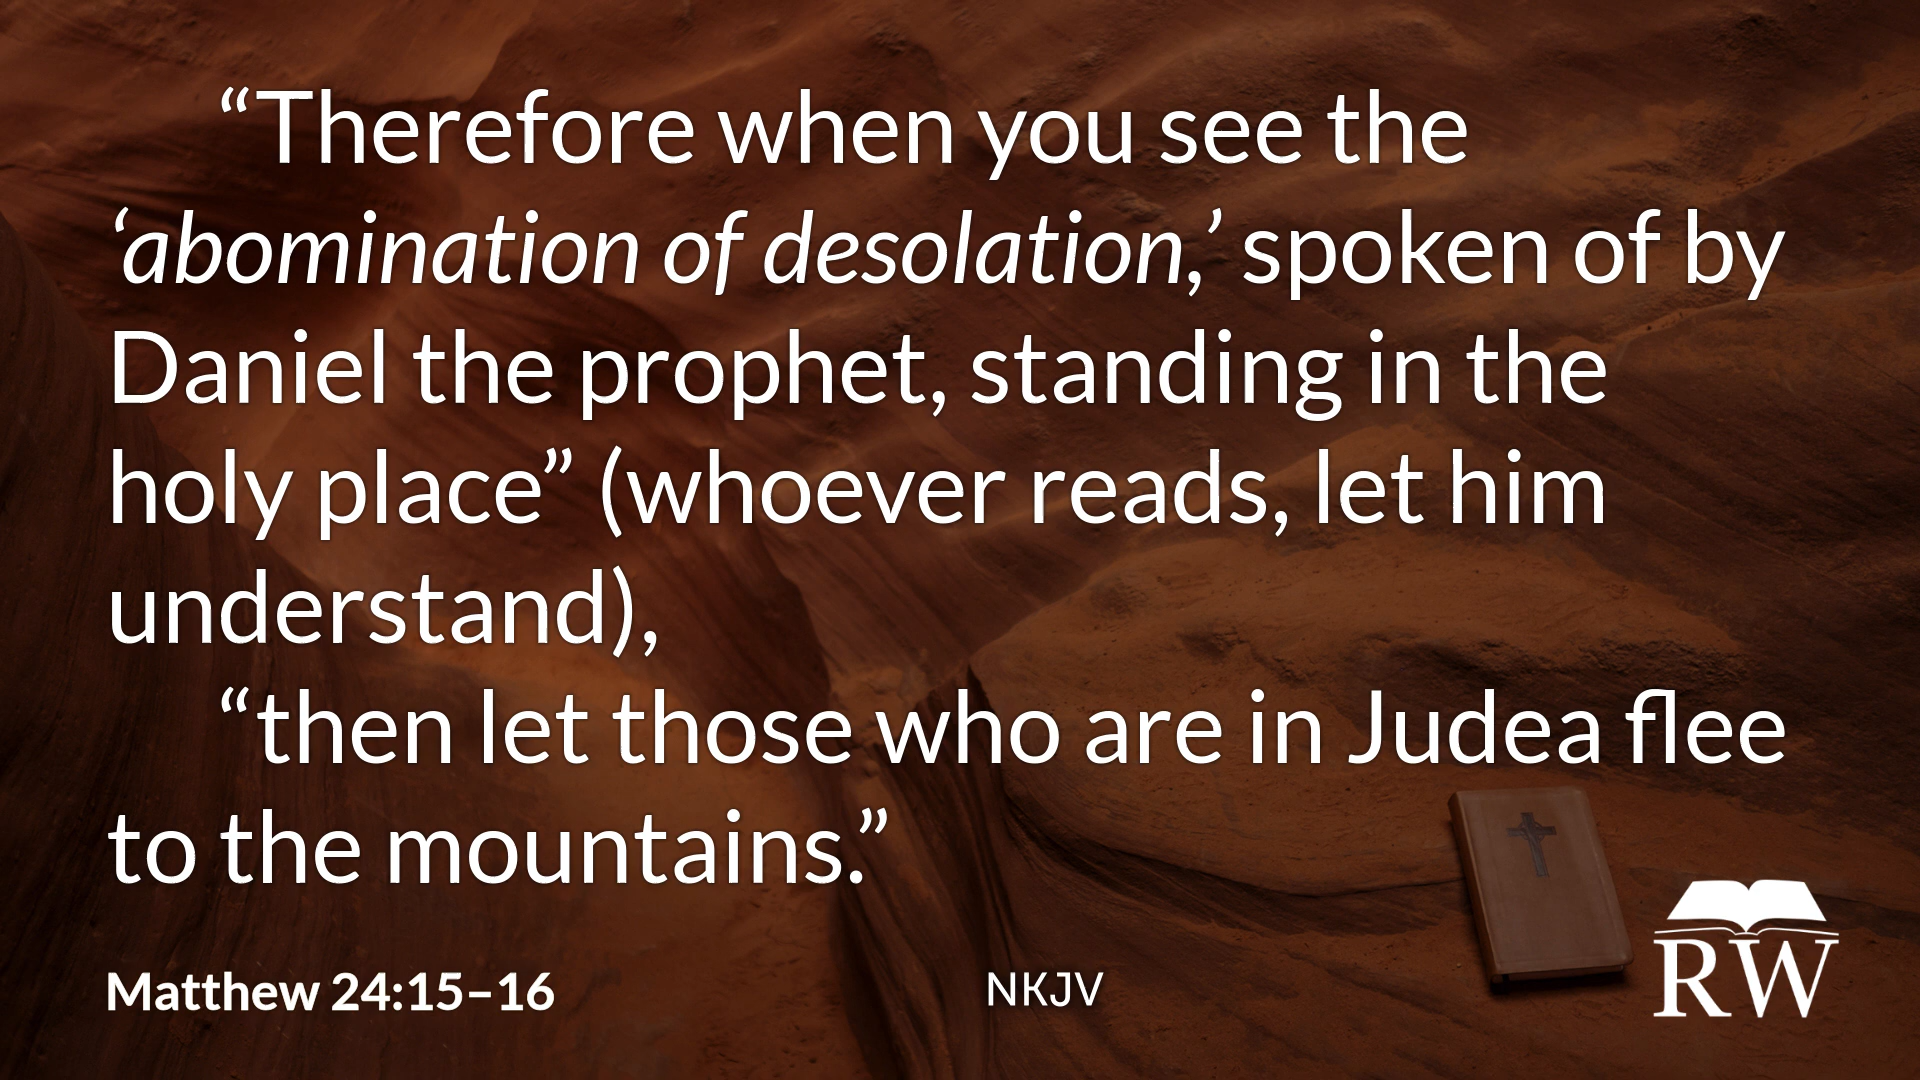 “Therefore when you see the
‘abomination of desolation,’ spoken of by
Daniel the prophet, standing in the
holy place” (whoever reads, let him
understand),
“then let those who are in Judea flee
to the mountains.”
Matthew 24:15–16
NKJV
RW